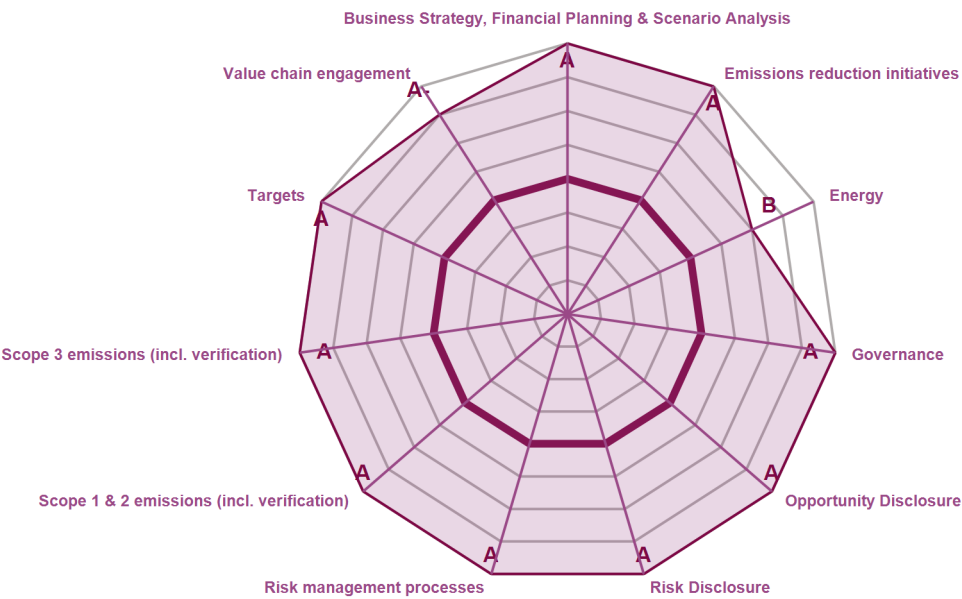 Business Strategy, Financial Planning & Scenario Analysis
A
Value chain engagement
A-
Emissions reduction initiatives
A
Targets
A
Energy
B
Scope 3 emissions (incl. verification)
A
A
Governance
Scope 1 & 2 emissions (incl. verification)
A
A
Opportunity Disclosure
Risk management processes
A
A
Risk Disclosure